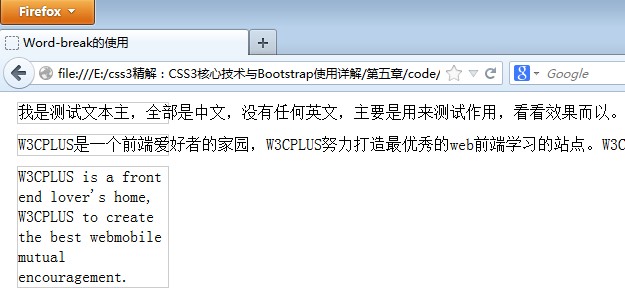 Firefox
Word-break的使用
file:///E:/css3精解：CSS3核心技术与Bootstrap使用详解/第五章/code/
Google
我是测试文本主，全部是中文，没有任何英文，主要是用来测试作用，看看效果而以。
W3CPLUS是一个前端爱好者的家园，W3CPLUS努力打造最优秀的web前端学习的站点。W3C
W3CPLUS is a front
end lover's home,
W3CPLUS to create
the best webmobile
mutual
encouragement.